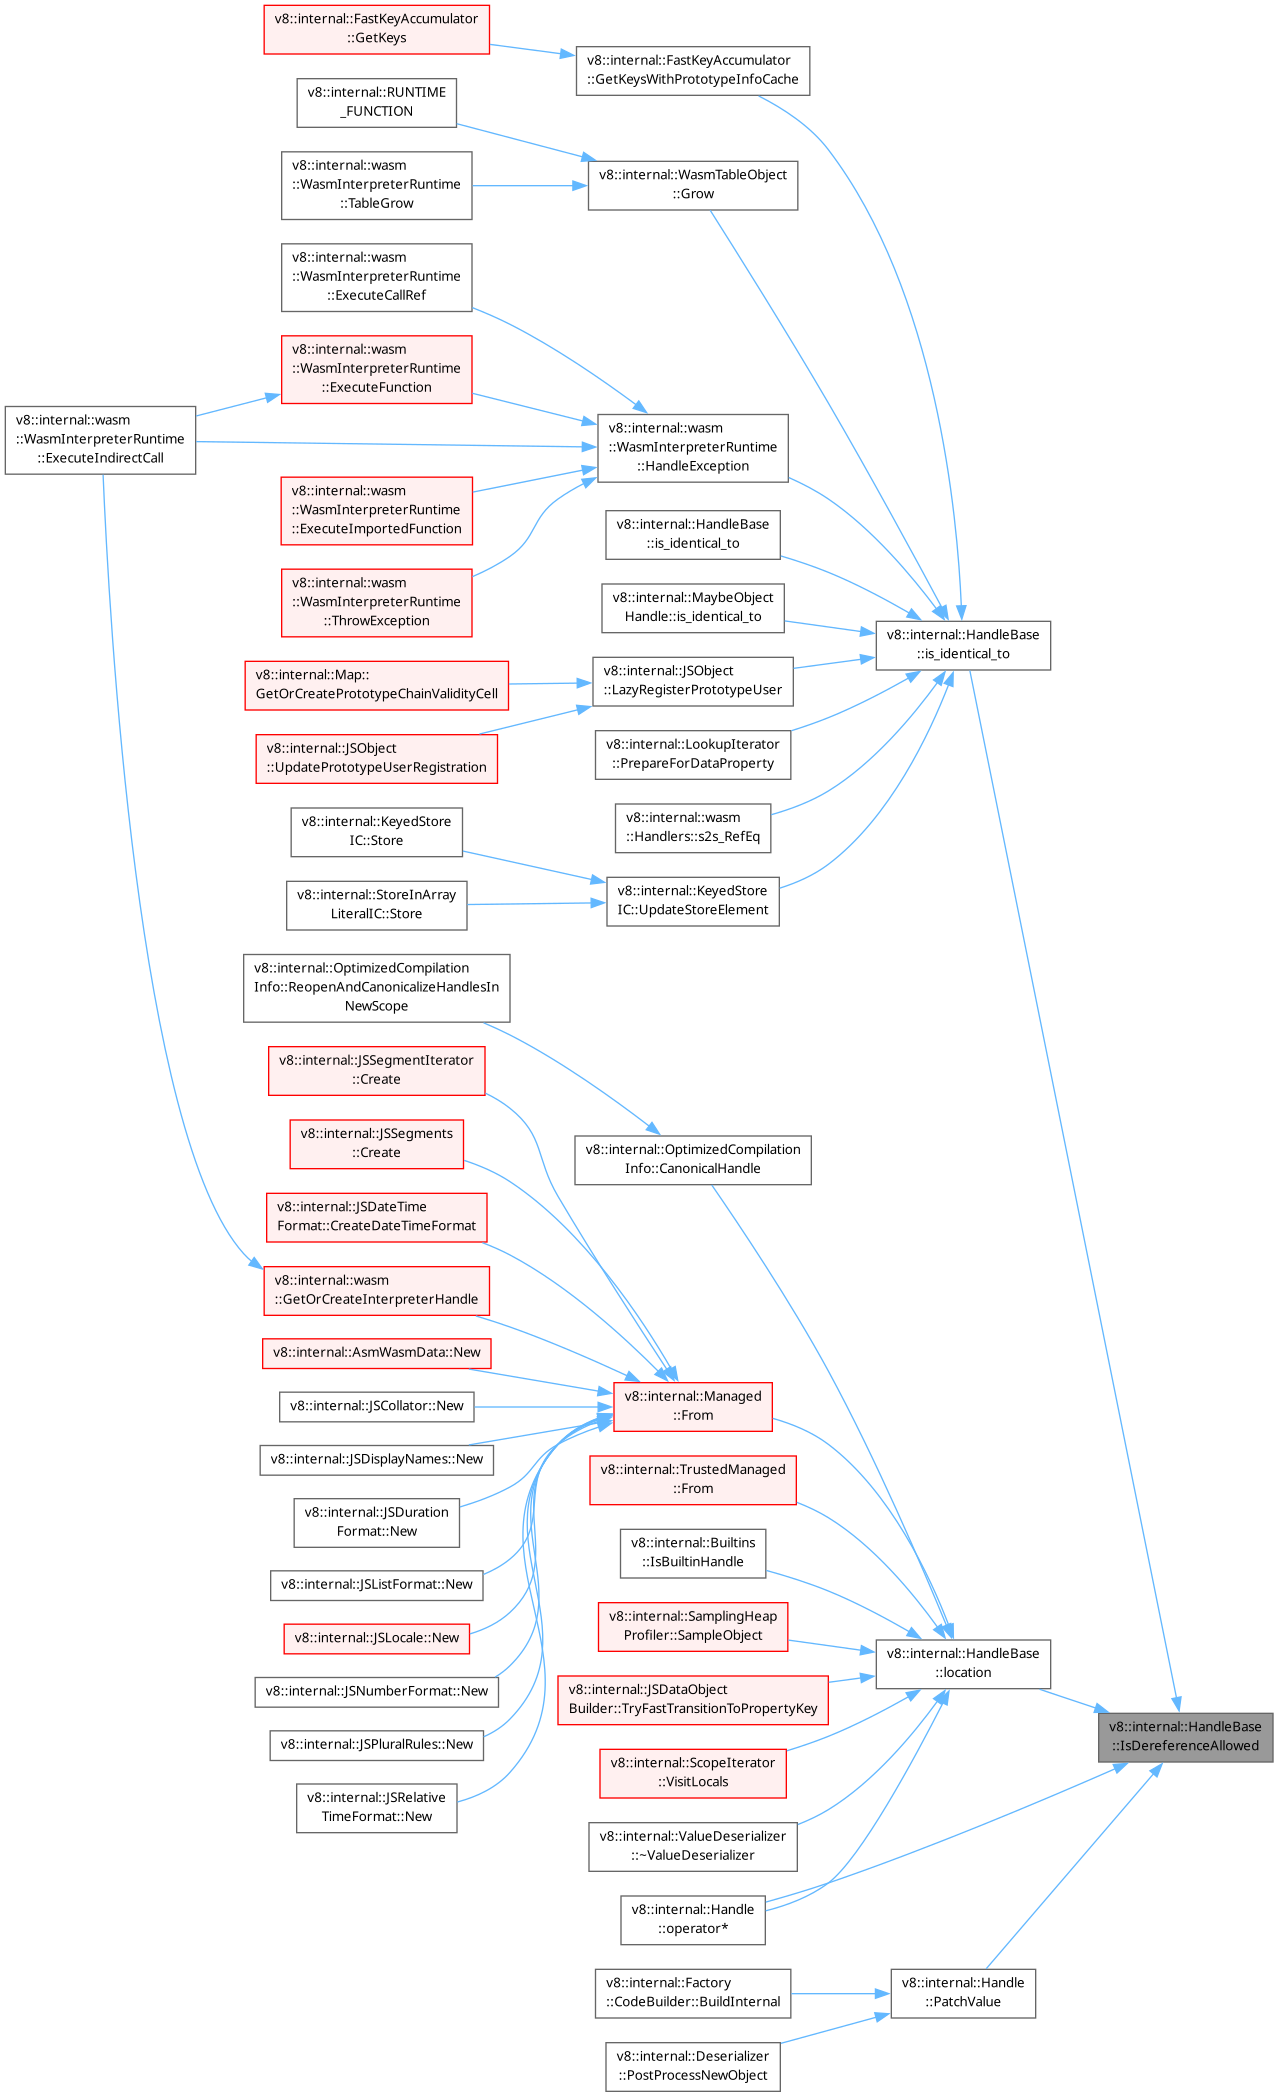 v8::internal::FastKeyAccumulator
::GetKeys
v8::internal::FastKeyAccumulator
::GetKeysWithPrototypeInfoCache
v8::internal::RUNTIME
_FUNCTION
v8::internal::wasm
::WasmInterpreterRuntime
::TableGrow
v8::internal::WasmTableObject
::Grow
v8::internal::wasm
::WasmInterpreterRuntime
::ExecuteCallRef
v8::internal::wasm
::WasmInterpreterRuntime
::ExecuteFunction
v8::internal::wasm
::WasmInterpreterRuntime
::ExecuteIndirectCall
v8::internal::wasm
::WasmInterpreterRuntime
::HandleException
v8::internal::wasm
::WasmInterpreterRuntime
::ExecuteImportedFunction
v8::internal::HandleBase
::is_identical_to
v8::internal::wasm
::WasmInterpreterRuntime
::ThrowException
v8::internal::MaybeObject
Handle::is_identical_to
v8::internal::HandleBase
::is_identical_to
v8::internal::Map::
GetOrCreatePrototypeChainValidityCell
v8::internal::JSObject
::LazyRegisterPrototypeUser
v8::internal::JSObject
::UpdatePrototypeUserRegistration
v8::internal::LookupIterator
::PrepareForDataProperty
v8::internal::KeyedStore
IC::Store
v8::internal::wasm
::Handlers::s2s_RefEq
v8::internal::StoreInArray
LiteralIC::Store
v8::internal::KeyedStore
IC::UpdateStoreElement
v8::internal::OptimizedCompilation
Info::ReopenAndCanonicalizeHandlesIn
NewScope
v8::internal::JSSegmentIterator
::Create
v8::internal::JSSegments
::Create
v8::internal::OptimizedCompilation
Info::CanonicalHandle
v8::internal::JSDateTime
Format::CreateDateTimeFormat
v8::internal::wasm
::GetOrCreateInterpreterHandle
v8::internal::AsmWasmData::New
v8::internal::JSCollator::New
v8::internal::Managed
::From
v8::internal::JSDisplayNames::New
v8::internal::TrustedManaged
::From
v8::internal::JSDuration
Format::New
v8::internal::Builtins
::IsBuiltinHandle
v8::internal::JSListFormat::New
v8::internal::JSLocale::New
v8::internal::SamplingHeap
Profiler::SampleObject
v8::internal::HandleBase
::location
v8::internal::JSNumberFormat::New
v8::internal::JSDataObject
Builder::TryFastTransitionToPropertyKey
v8::internal::HandleBase
::IsDereferenceAllowed
v8::internal::JSPluralRules::New
v8::internal::ScopeIterator
::VisitLocals
v8::internal::JSRelative
TimeFormat::New
v8::internal::ValueDeserializer
::~ValueDeserializer
v8::internal::Handle
::operator*
v8::internal::Factory
::CodeBuilder::BuildInternal
v8::internal::Handle
::PatchValue
v8::internal::Deserializer
::PostProcessNewObject